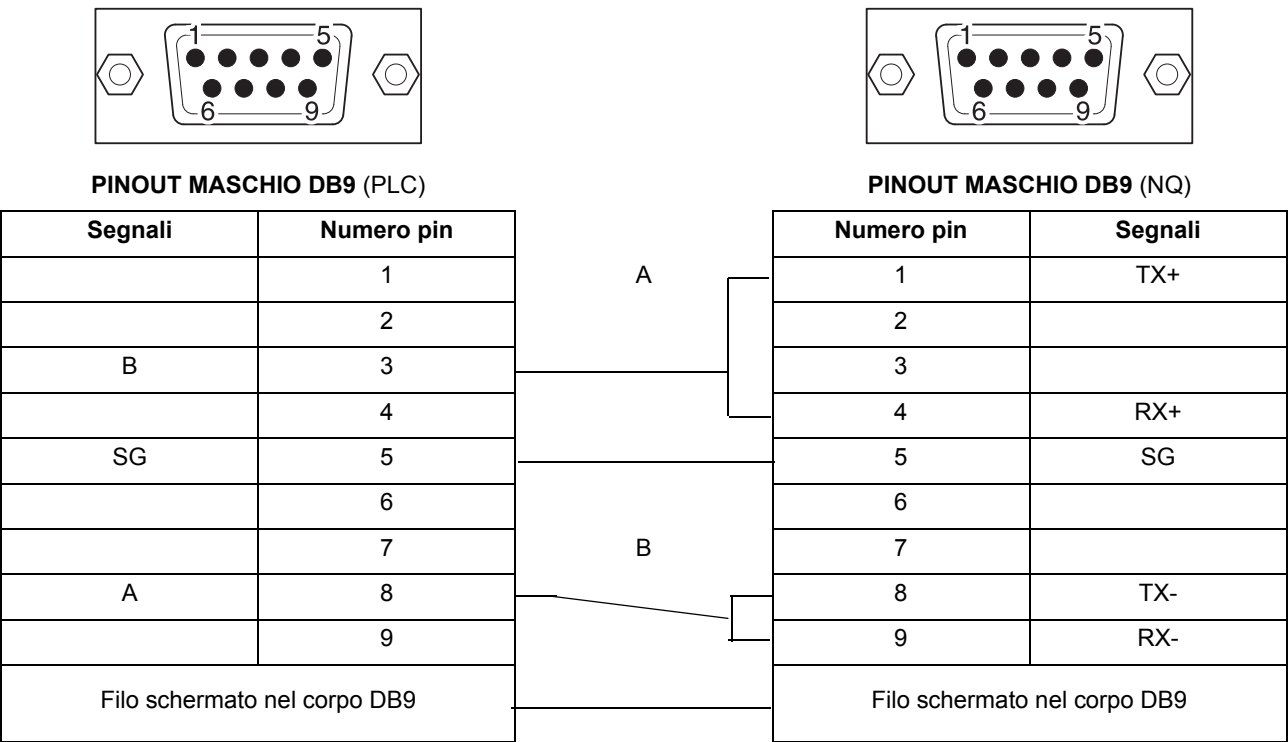 1 5 1 5
6 9 6 9
PINOUT MASCHIO DB9 (PLC) PINOUT MASCHIO DB9 (NQ)
Segnali Numero pin Numero pin Segnali
1 A 1 TX+
2 2
B 3 3
4 4 RX+
SG 5 5 SG
6 6
7 B 7
A 8 8 TX-
9 9 RX-
Filo schermato nel corpo DB9 Filo schermato nel corpo DB9